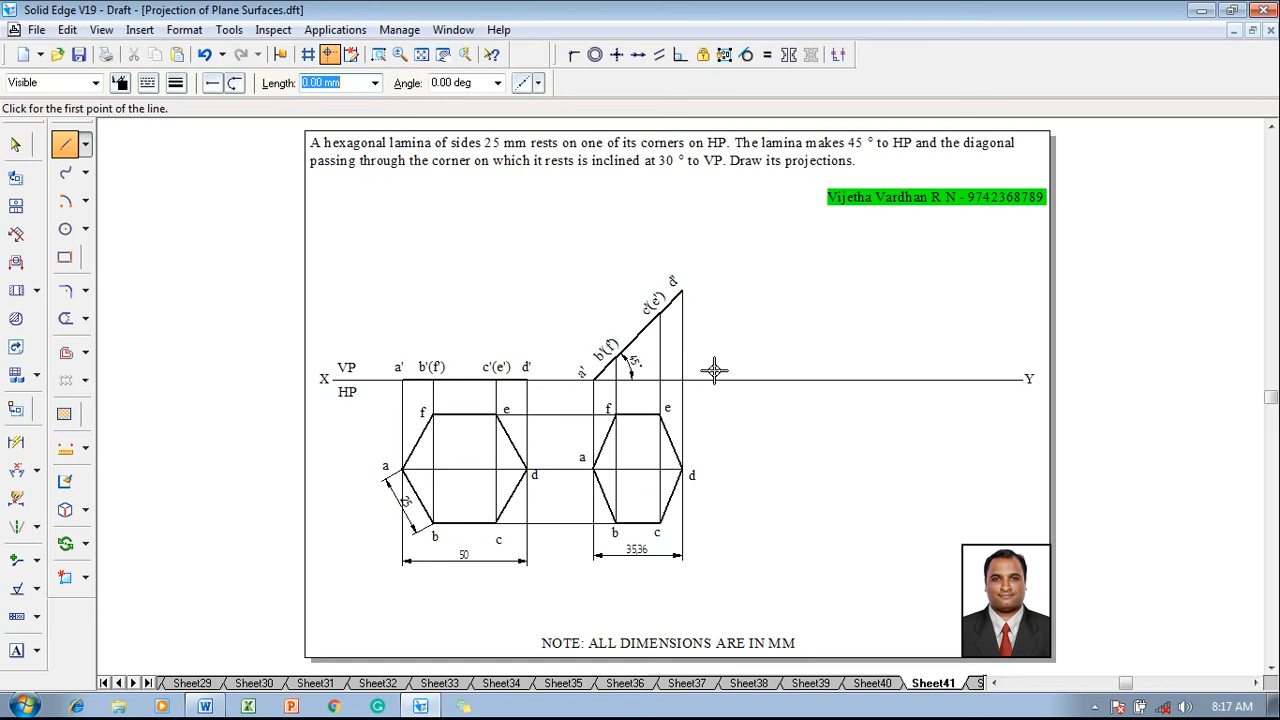 Solid Edge V19 - Draft - [Projection of Plane Surfaces.dft]
File Edit View Insert Format Tools Inspect Applications Manage Window Help
Visible Length: 0.00 mm Angle: 0.00 deg
Click for the first point of the line.
A hexagonal lamina of sides 25 mm rests on one of its corners on HP. The lamina makes 45 ° to HP and the diagonal
passing through the corner on which it rests is inclined at 30 ° to VP. Draw its projections.
Vijetha Vardhan R N - 9742368789
d'
c'(e')
b'(f')
45°
a'
VP a' b'(f') c'(e') d'
X Y
HP
f e f e
a d a d
25
b c b c
50 35,36
NOTE: ALL DIMENSIONS ARE IN MM
A
Sheet29 Sheet30 Sheet31 Sheet32 Sheet33 Sheet34 Sheet35 Sheet36 Sheet37 Sheet38 Sheet39 Sheet40 Sheet41 S
8:17 AM